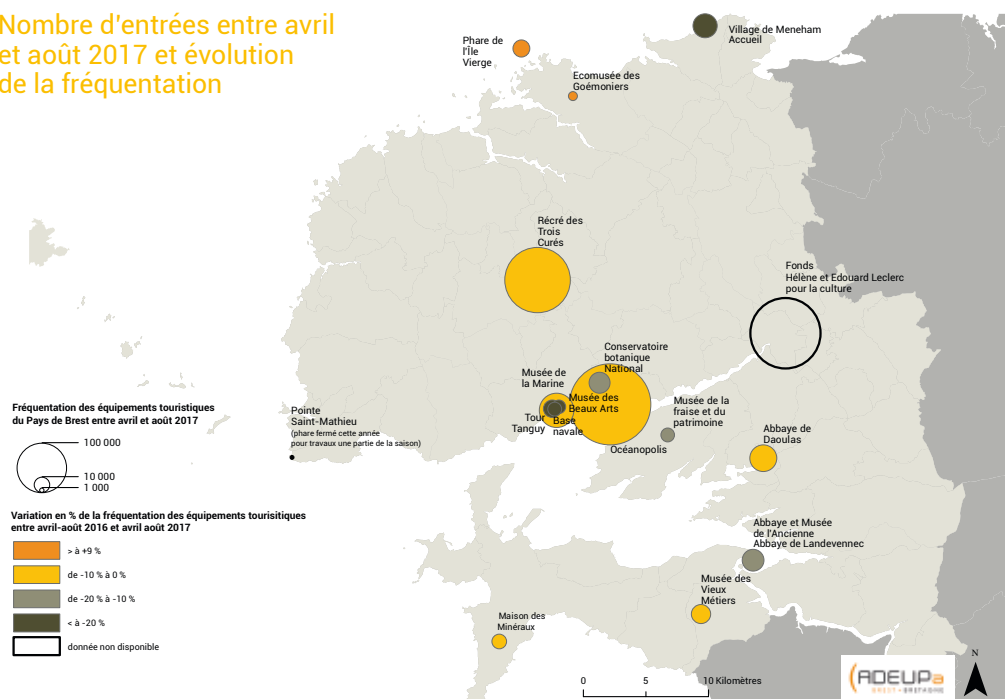 Nombre d'entrées entre avril
et août 2017 et évolution
de la fréquentation
Phare de
l'Île
Vierge
Village de Meneham
Accueil
Ecomusée des
Goémoniers
Récré des
Trois
Curés
Fonds
Hélène et Edouard Leclerc
pour la culture
Conservatoire
botanique
National
Musée de
la Marine
Musée des
Beaux Arts
Tour
Tanguy
Base
navale
Océanopolis
Musée de la
fraise et du
patrimoine
Abbaye de
Daoulas
Pointe
Saint-Mathieu
(phare fermé cette année
pour travaux une partie de la saison)
Abbaye et Musée
de l'Ancienne
Abbaye de Landevennec
Musée des
Vieux
Métiers
Maison des
Minéraux
Fréquentation des équipements touristiques
du Pays de Brest entre avril et août 2017
100 000
10 000
1 000
Variation en % de la fréquentation des équipements tourisitiques
entre avril-août 2016 et avril août 2017
> à +9 %
de -10 % à 0 %
de -20 % à -10 %
< à -20 %
donnée non disponible
0 5 10 Kilomètres
N
ADEUPa
BREST • BRETAGNE